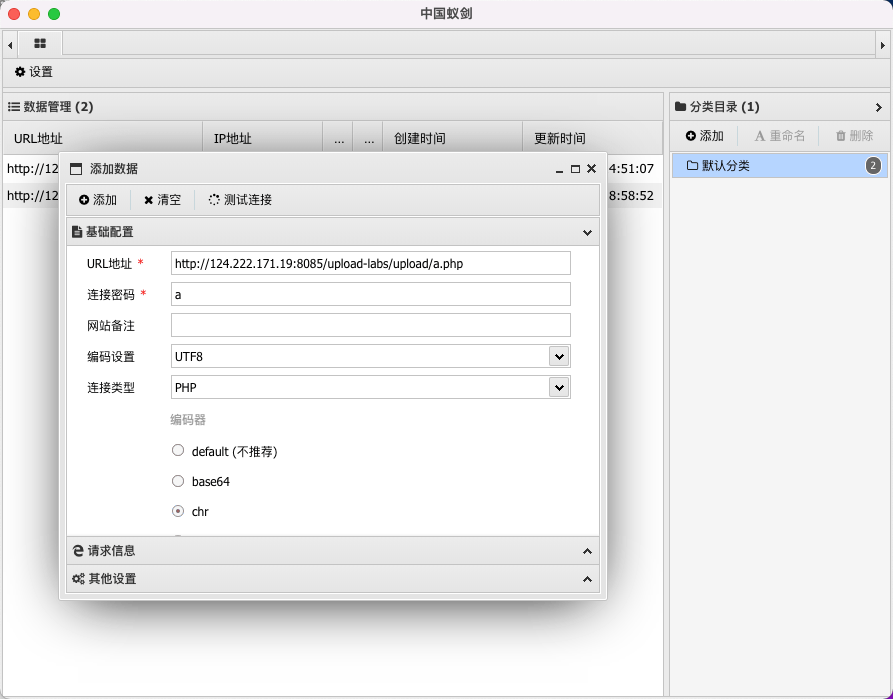 中国蚁剑
设置
数据管理 (2)
URL地址 IP地址 ... ... 创建时间 更新时间
http://12 4:51:07
http://12 8:58:52
分类目录 (1)
添加 重命名 删除
默认分类 2
添加数据
添加 清空 测试连接
基础配置
URL地址 * http://124.222.171.19:8085/upload-labs/upload/a.php
连接密码 * a
网站备注
编码设置 UTF8
连接类型 PHP
编码器
default (不推荐)
base64
chr
请求信息
其他设置